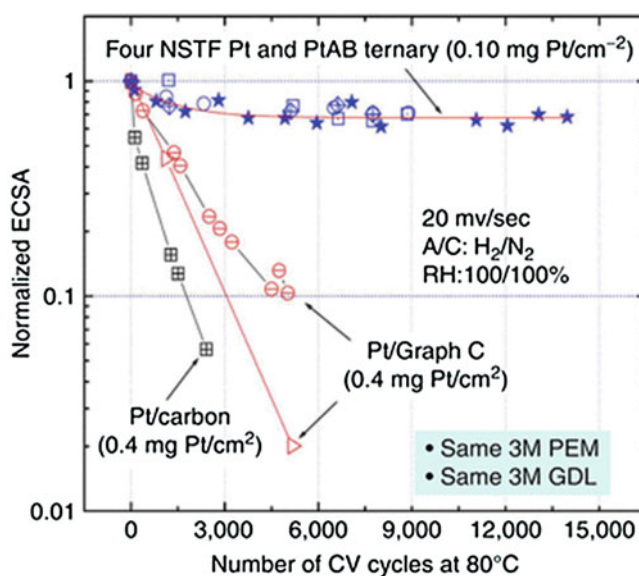 Four NSTF Pt and PtAB ternary (0.10 mg Pt/cm⁻²)
1
20 mv/sec
A/C: H₂/N₂
RH:100/100%
0.1
Pt/Graph C
(0.4 mg Pt/cm²)
Pt/carbon
(0.4 mg Pt/cm²)
• Same 3M PEM
• Same 3M GDL
0.01
0 3,000 6,000 9,000 12,000 15,000
Number of CV cycles at 80°C
Normalized ECSA